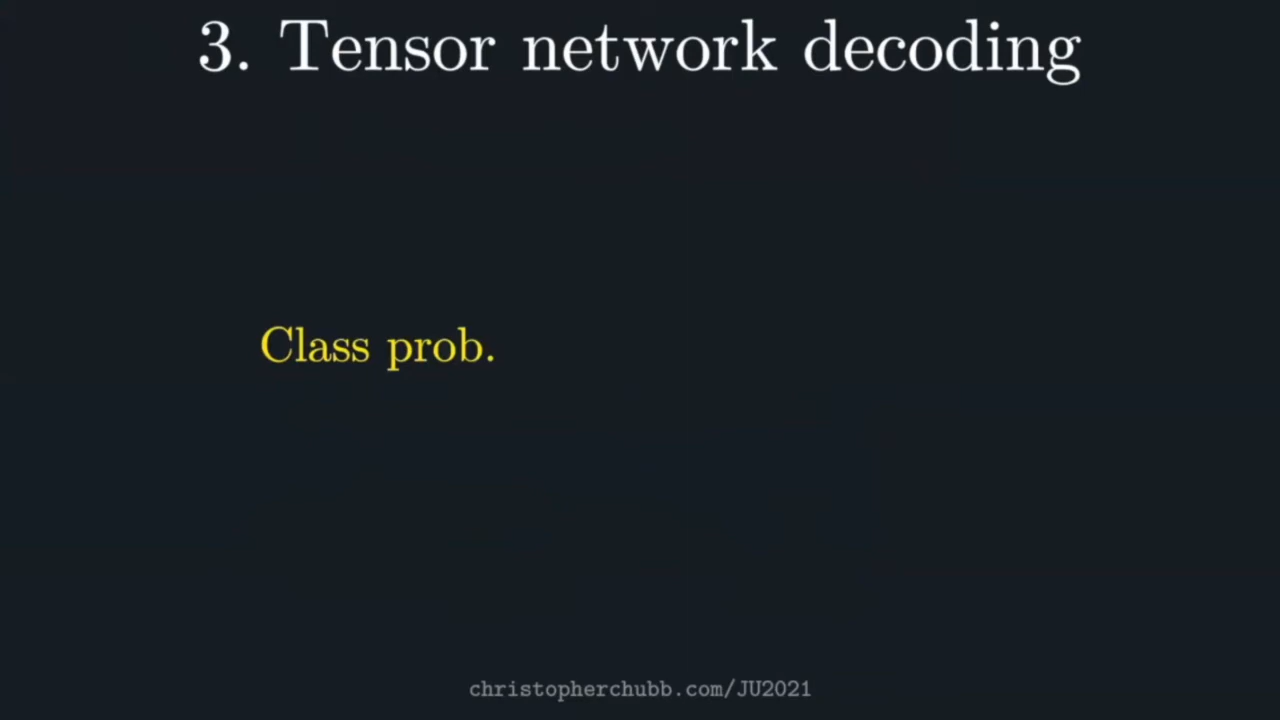 3. Tensor network decoding
Class prob.
christopherchubb.com/JU2021